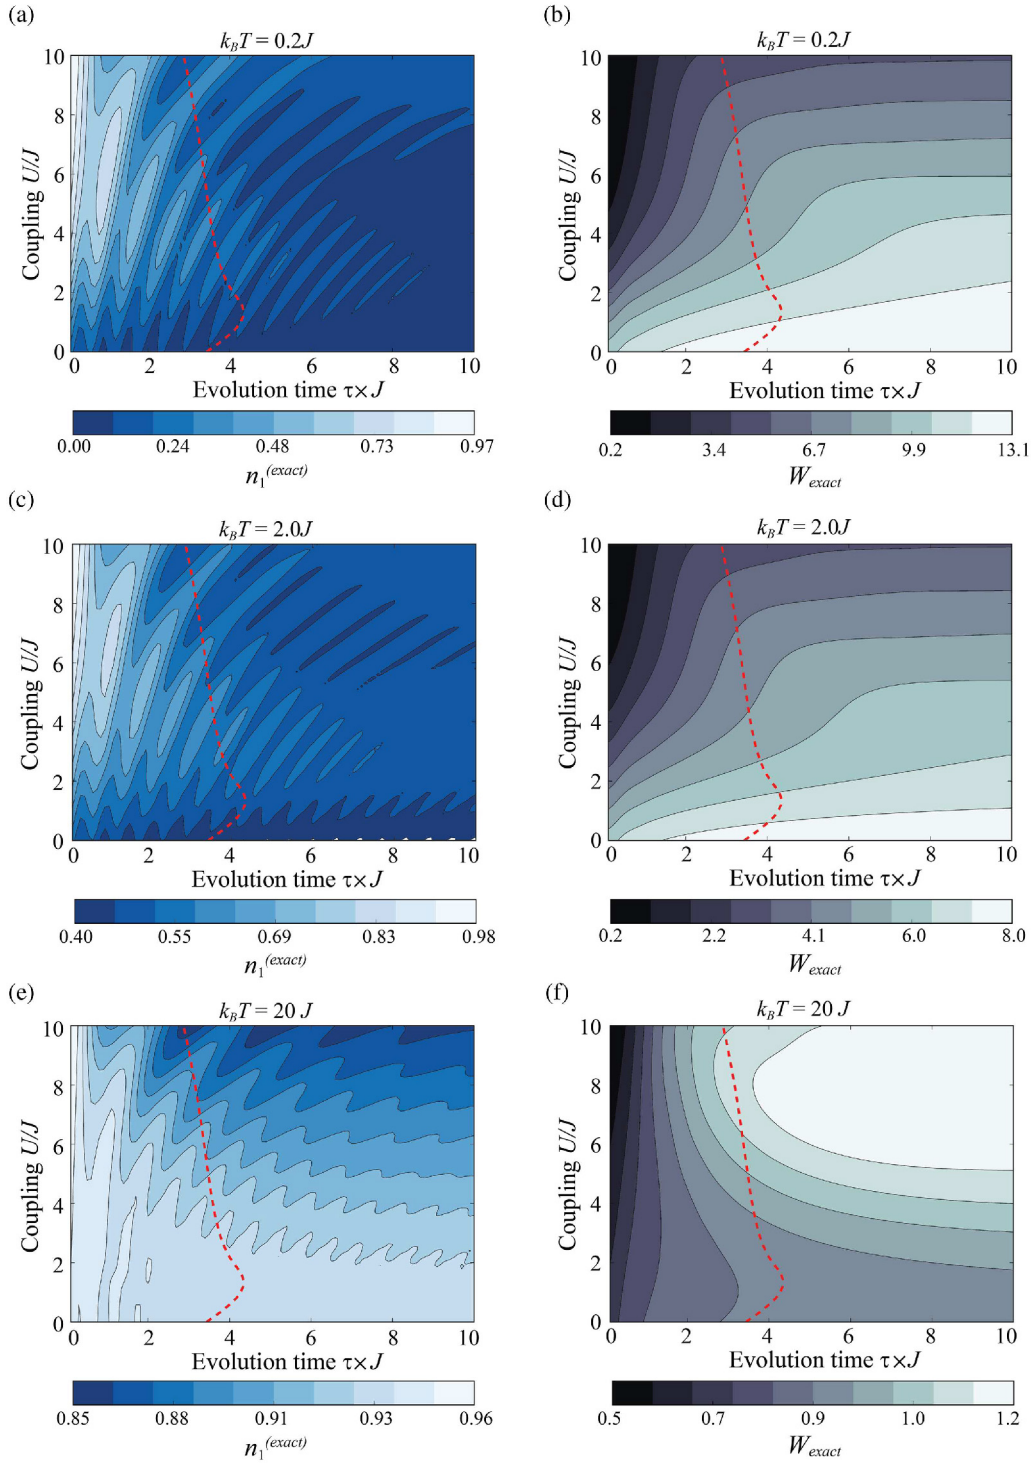 (a)
k_BT = 0.2J
10
8
6
4
2
0
Coupling U/J
0 2 4 6 8 10
Evolution time τ×J
0.00 0.24 0.48 0.73 0.97
n₁^(exact)
(b)
k_BT = 0.2J
10
8
6
4
2
0
Coupling U/J
0 2 4 6 8 10
Evolution time τ×J
0.2 3.4 6.7 9.9 13.1
W_exact
(c)
k_BT = 2.0J
10
8
6
4
2
0
Coupling U/J
0 2 4 6 8 10
Evolution time τ×J
0.40 0.55 0.69 0.83 0.98
n₁^(exact)
(d)
k_BT = 2.0J
10
8
6
4
2
0
Coupling U/J
0 2 4 6 8 10
Evolution time τ×J
0.2 2.2 4.1 6.0 8.0
W_exact
(e)
k_BT = 20 J
10
8
6
4
2
0
Coupling U/J
0 2 4 6 8 10
Evolution time τ×J
0.85 0.88 0.91 0.93 0.96
n₁^(exact)
(f)
k_BT = 20 J
10
8
6
4
2
0
Coupling U/J
0 2 4 6 8 10
Evolution time τ×J
0.5 0.7 0.9 1.0 1.2
W_exact